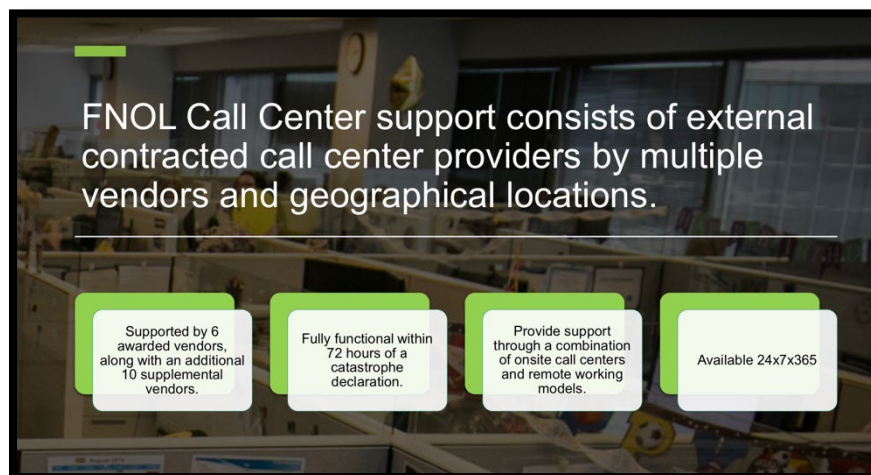 FNOL Call Center support consists of external
contracted call center providers by multiple
vendors and geographical locations.
Supported by 6
awarded vendors,
along with an additional
10 supplemental
vendors.
Fully functional within
72 hours of a
catastrophe
declaration.
Provide support
through a combination
of onsite call centers
and remote working
models.
Available 24x7x365